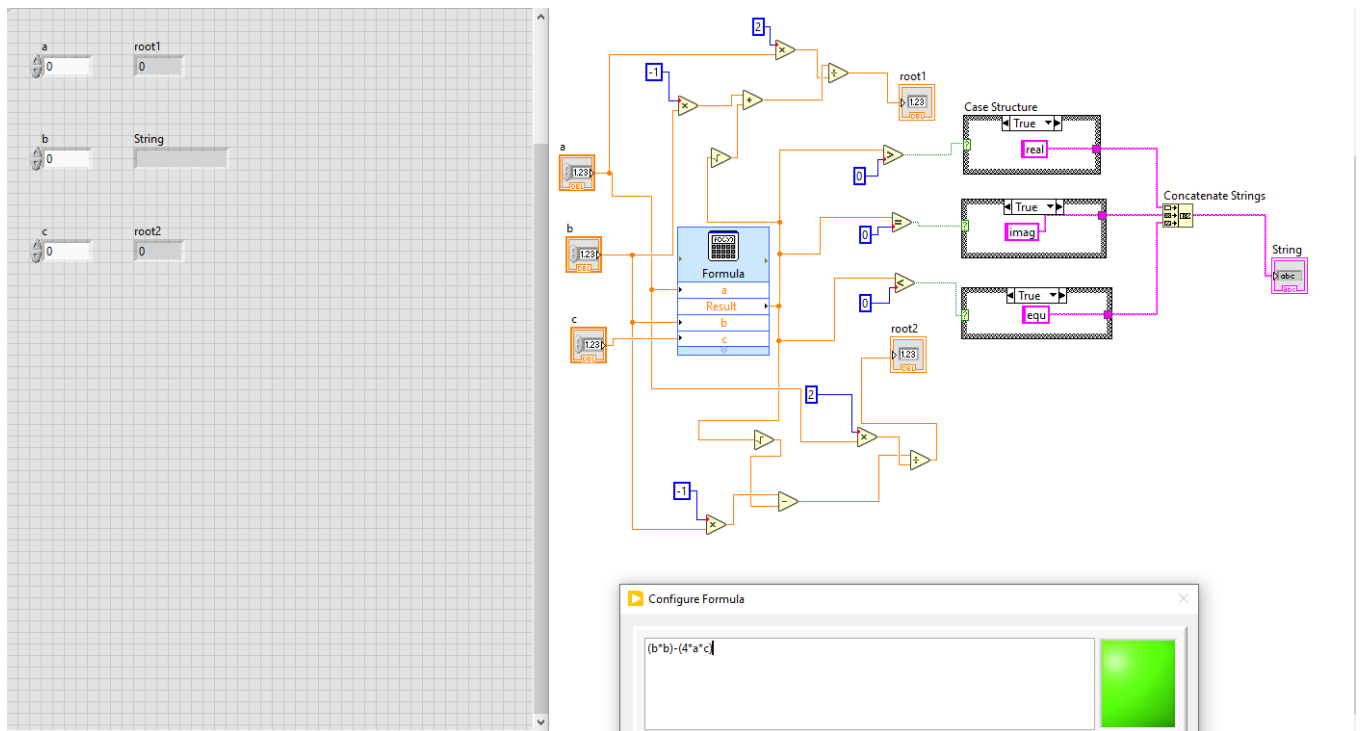 a
0
root1
0
b
0
String
c
0
root2
0
2
×
÷
-1
×
+
root1
1.23
DBL
√
a
1.23
DBL
b
1.23
DBL
c
1.23
DBL
Formula
a
Result
b
c
>
0
=
0
<
0
Case Structure
True
?
real
True
?
imag
True
?
equ
Concatenate Strings
String
abc
abc
root2
1.23
DBL
2
×
÷
√
-1
×
-
Configure Formula
(b*b)-(4*a*c)